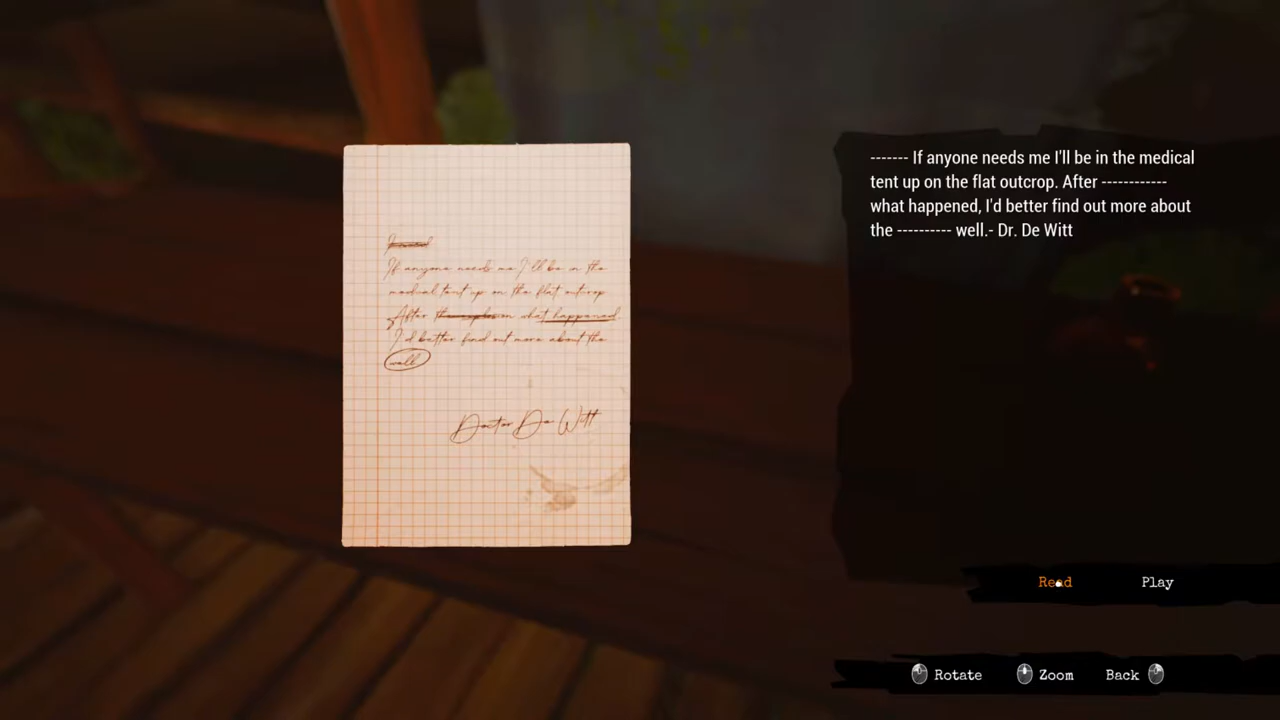 If anyone needs me I'll be in the
medical tent up on the flat outcrop
After what happened.
I'd better find out more about the
well
Doctor De Witt
------- If anyone needs me I'll be in the medical
tent up on the flat outcrop. After ------------
what happened, I'd better find out more about
the ---------- well.- Dr. De Witt
Read
Play
Rotate
Zoom
Back